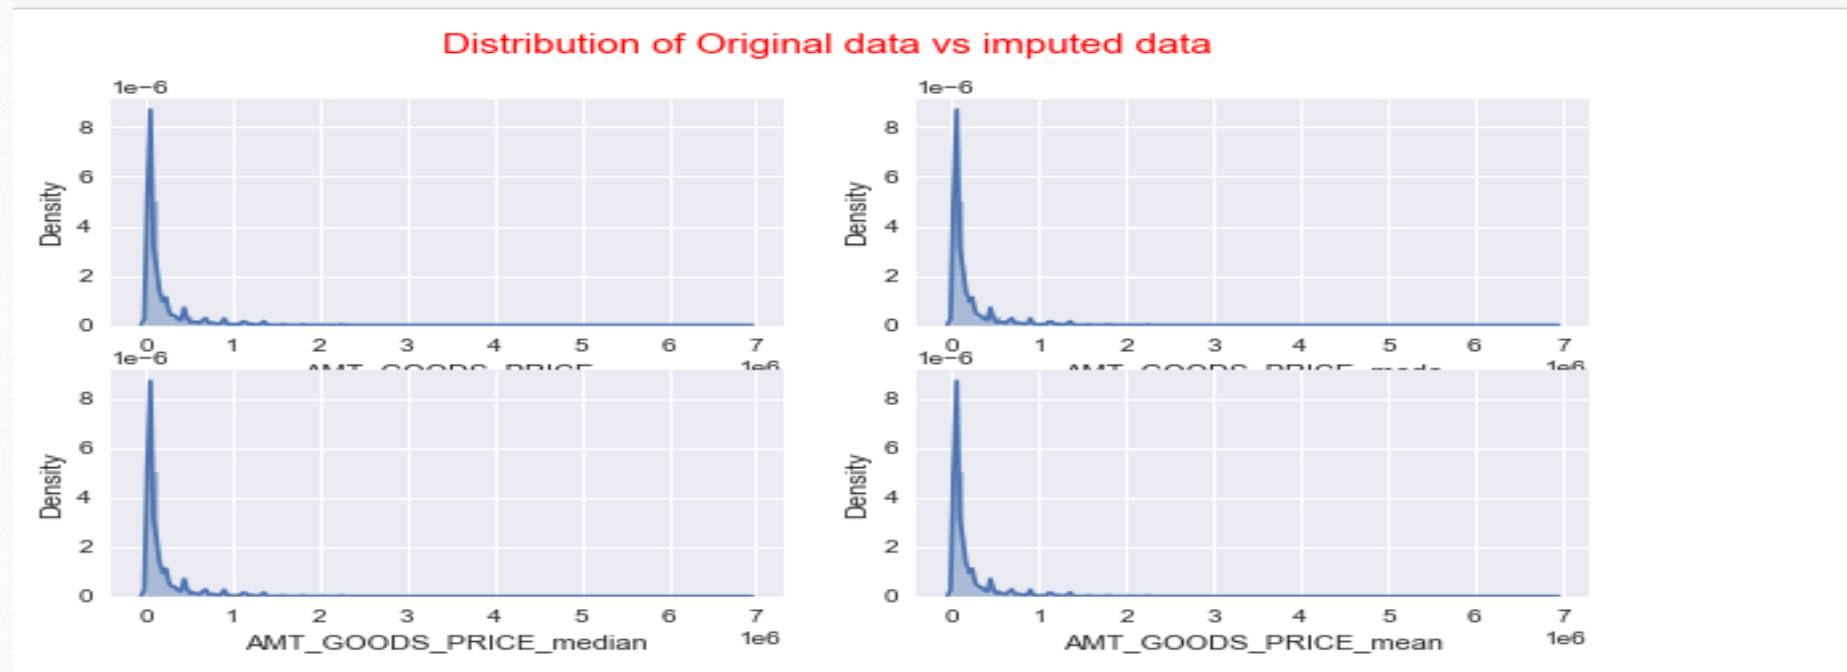 Distribution of Original data vs imputed data
1e−6 1e−6
8 8
6 6
Density Density
4 4
2 2
0 0
0 1 2 3 4 5 6 7 0 1 2 3 4 5 6 7
AMT_GOODS_PRICE 1e6 AMT_GOODS_PRICE_mode 1e6
1e−6 1e−6
8 8
6 6
Density Density
4 4
2 2
0 0
0 1 2 3 4 5 6 7 0 1 2 3 4 5 6 7
AMT_GOODS_PRICE_median 1e6 AMT_GOODS_PRICE_mean 1e6